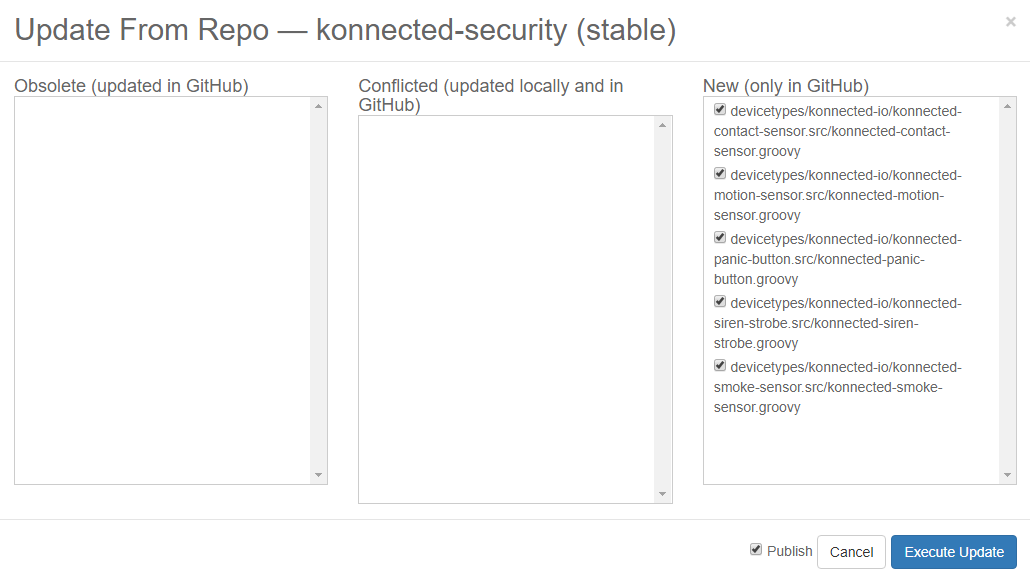 Update From Repo — konnected-security (stable)
×
Obsolete (updated in GitHub)
Conflicted (updated locally and in
GitHub)
New (only in GitHub)
devicetypes/konnected-io/konnected-
contact-sensor.src/konnected-contact-
sensor.groovy
devicetypes/konnected-io/konnected-
motion-sensor.src/konnected-motion-
sensor.groovy
devicetypes/konnected-io/konnected-
panic-button.src/konnected-panic-
button.groovy
devicetypes/konnected-io/konnected-
siren-strobe.src/konnected-siren-
strobe.groovy
devicetypes/konnected-io/konnected-
smoke-sensor.src/konnected-smoke-
sensor.groovy
Publish Cancel Execute Update